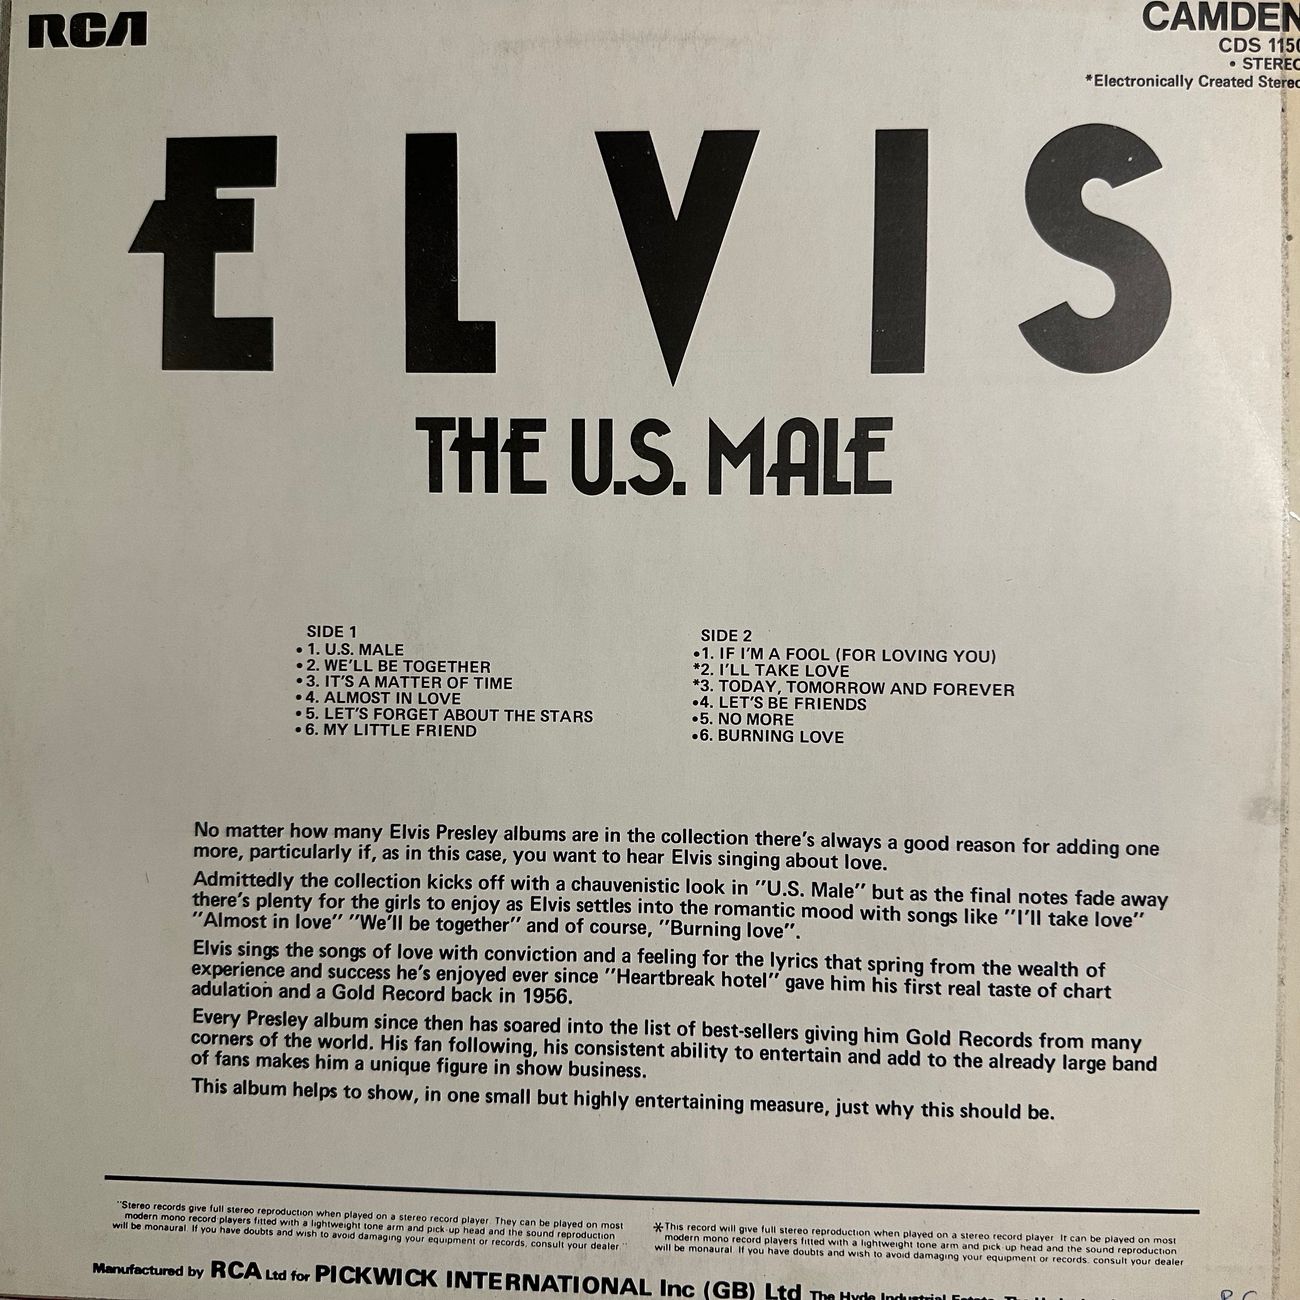 RCA
CAMDEN
CDS 1150
• STEREO
*Electronically Created Stereo
ELVIS
THE U.S. MALE
SIDE 1
• 1. U.S. MALE
• 2. WE'LL BE TOGETHER
• 3. IT'S A MATTER OF TIME
• 4. ALMOST IN LOVE
• 5. LET'S FORGET ABOUT THE STARS
• 6. MY LITTLE FRIEND
SIDE 2
•1. IF I'M A FOOL (FOR LOVING YOU)
*2. I'LL TAKE LOVE
*3. TODAY, TOMORROW AND FOREVER
•4. LET'S BE FRIENDS
•5. NO MORE
•6. BURNING LOVE
No matter how many Elvis Presley albums are in the collection there's always a good reason for adding one
more, particularly if, as in this case, you want to hear Elvis singing about love.
Admittedly the collection kicks off with a chauvenistic look in "U.S. Male" but as the final notes fade away
there's plenty for the girls to enjoy as Elvis settles into the romantic mood with songs like "I'll take love"
"Almost in love" "We'll be together" and of course, "Burning love".
Elvis sings the songs of love with conviction and a feeling for the lyrics that spring from the wealth of
experience and success he's enjoyed ever since "Heartbreak hotel" gave him his first real taste of chart
adulation and a Gold Record back in 1956.
Every Presley album since then has soared into the list of best-sellers giving him Gold Records from many
corners of the world. His fan following, his consistent ability to entertain and add to the already large band
of fans makes him a unique figure in show business.
This album helps to show, in one small but highly entertaining measure, just why this should be.
"Stereo records give full stereo reproduction when played on a stereo record player. They can be played on most
modern mono record players fitted with a lightweight tone arm and pick-up head and the sound reproduction
will be monaural. If you have doubts and wish to avoid damaging your equipment or records, consult your dealer."
*This record will give full stereo reproduction when played on a stereo record player. It can be played on most
modern mono record players fitted with a lightweight tone arm and pick up head and the sound reproduction
will be monaural. If you have doubts and wish to avoid damaging your equipment or records, consult your dealer
Manufactured by RCA Ltd for PICKWICK INTERNATIONAL Inc (GB) Ltd The Hyde Industrial Estate, The